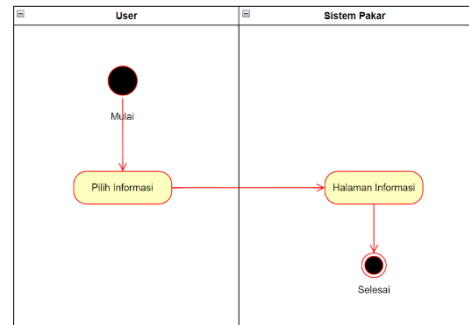 User
Sistem Pakar
Mulai
Pilih Informasi
Halaman Informasi
Selesai